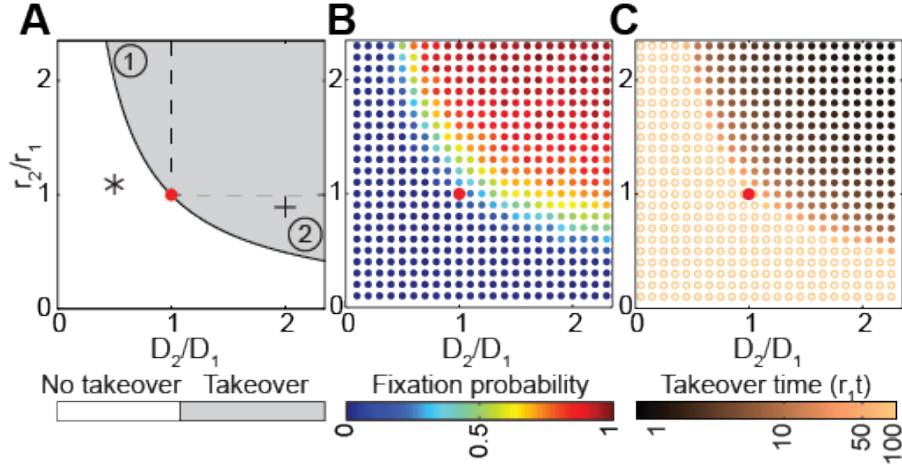 A
B
C
r₂/r₁
2
1
0
①
②
*
+
0
1
2
D₂/D₁
2
1
0
0
1
2
D₂/D₁
2
1
0
0
1
2
D₂/D₁
No takeover
Takeover
Fixation probability
0
0.5
1
Takeover time (r₁t)
1
10
50
100